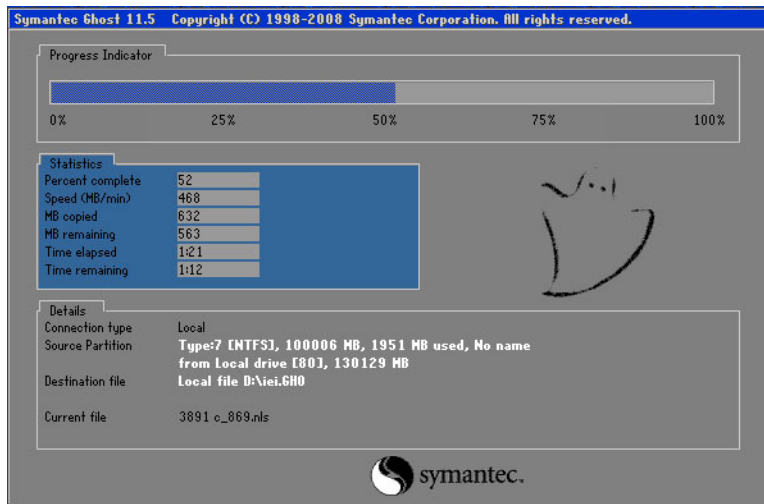 Symantec Ghost 11.5 Copyright (C) 1998-2008 Symantec Corporation. All rights reserved.
Progress Indicator
0% 25% 50% 75% 100%
Statistics
Percent complete 52
Speed (MB/min) 468
MB copied 632
MB remaining 563
Time elapsed 1:21
Time remaining 1:12
Details
Connection type Local
Source Partition Type:7 [NTFS], 100006 MB, 1951 MB used, No name
from Local drive [80], 130129 MB
Destination file Local file D:\iei.GHO
Current file 3891 c_869.nls
symantec.